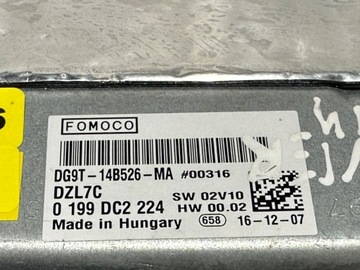 FOMOCO
DG9T-14B526-MA #00316
DZL7C SW 02V10
0 199 DC2 224 HW 00.02
Made in Hungary 658 16-12-07